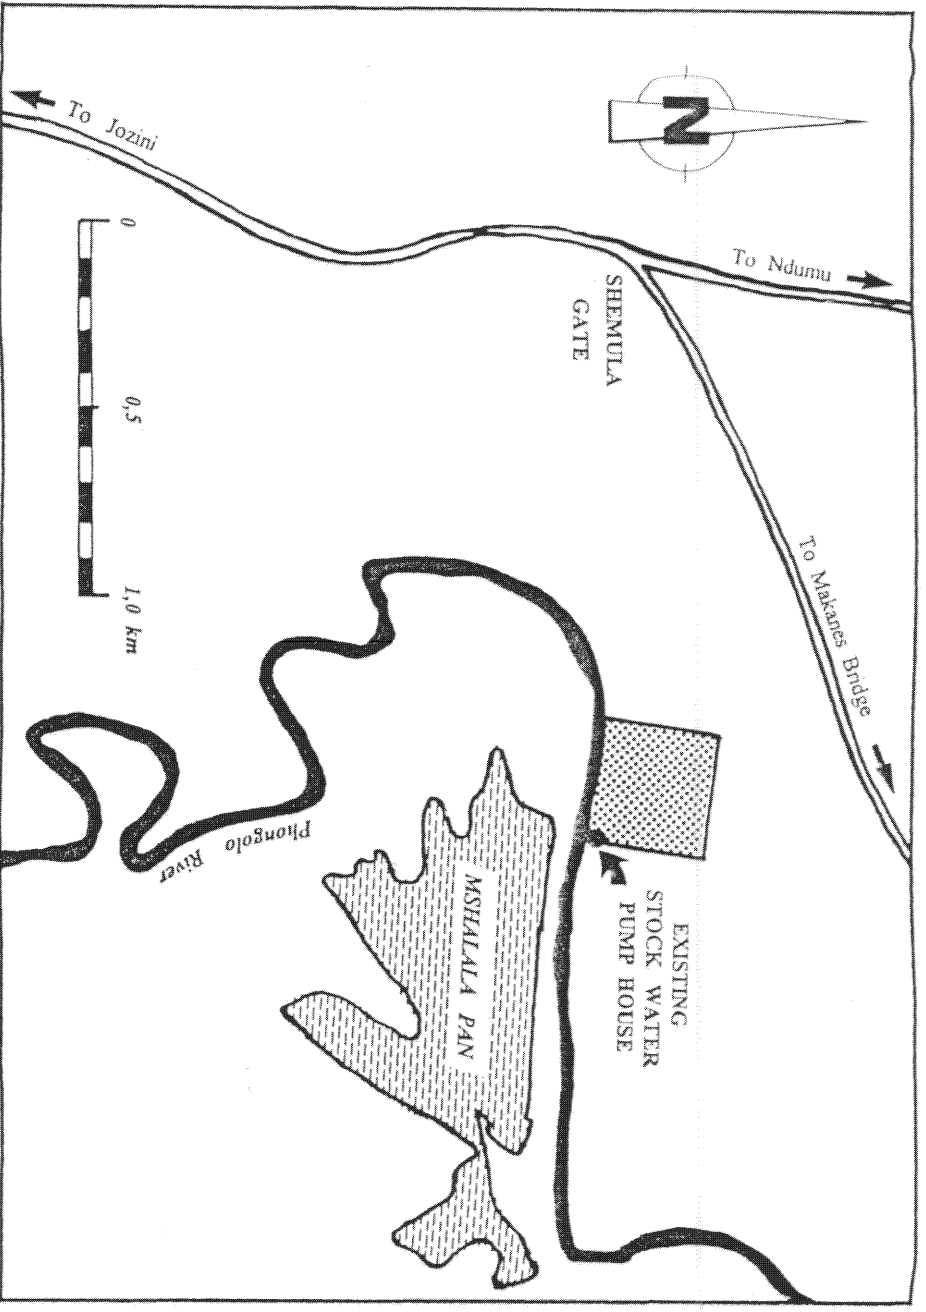 N
To Jozini
To Ndumu
SHEMULA
GATE
To Makanes Bridge
0
0,5
1,0 km
EXISTING
STOCK WATER
PUMP HOUSE
Phongolo River
MSHALALA PAN